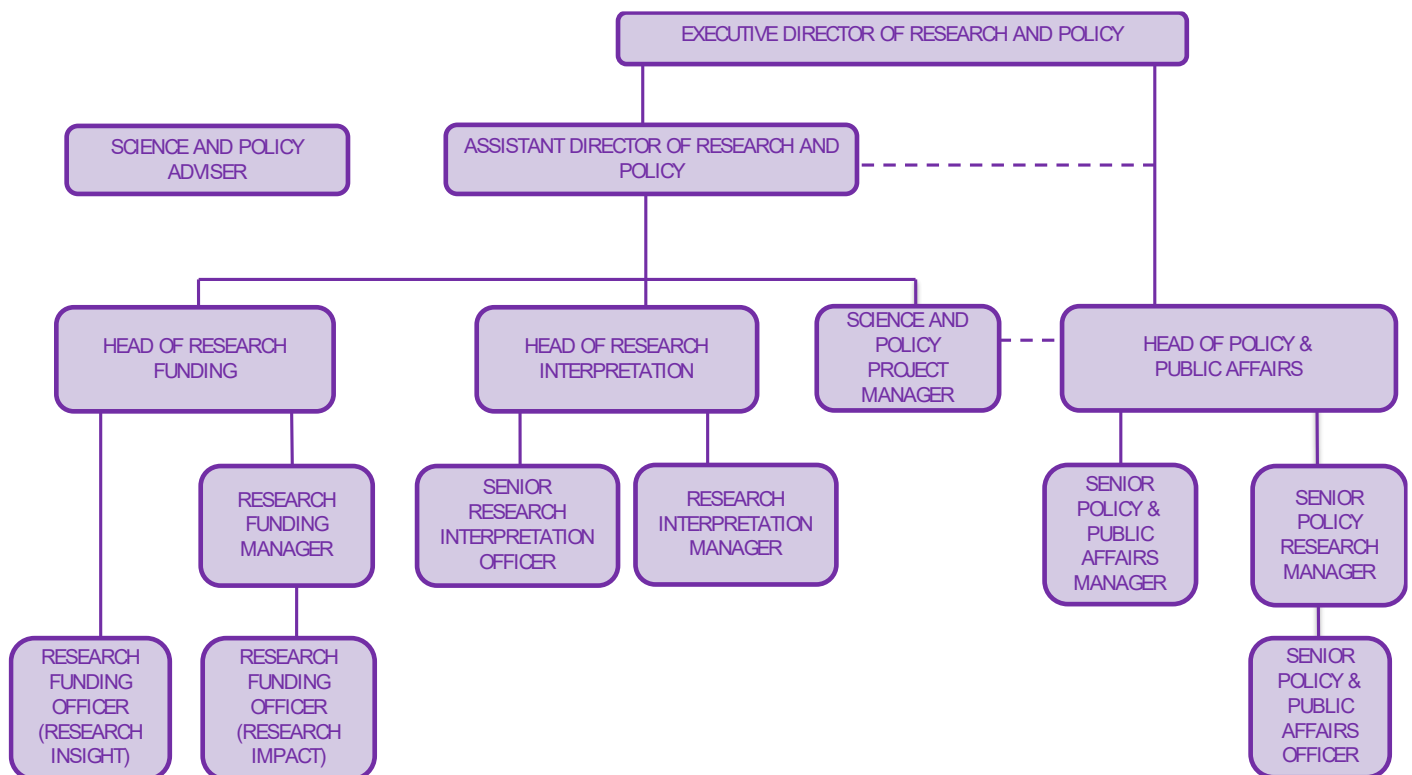 EXECUTIVE DIRECTOR OF RESEARCH AND POLICY
SCIENCE AND POLICY
ADVISER
ASSISTANT DIRECTOR OF RESEARCH AND
POLICY
HEAD OF RESEARCH
FUNDING
HEAD OF RESEARCH
INTERPRETATION
SCIENCE AND
POLICY
PROJECT
MANAGER
HEAD OF POLICY &
PUBLIC AFFAIRS
RESEARCH
FUNDING
MANAGER
SENIOR
RESEARCH
INTERPRETATION
OFFICER
RESEARCH
INTERPRETATION
MANAGER
SENIOR
POLICY &
PUBLIC
AFFAIRS
MANAGER
SENIOR
POLICY
RESEARCH
MANAGER
RESEARCH
FUNDING
OFFICER
(RESEARCH
INSIGHT)
RESEARCH
FUNDING
OFFICER
(RESEARCH
IMPACT)
SENIOR
POLICY &
PUBLIC
AFFAIRS
OFFICER